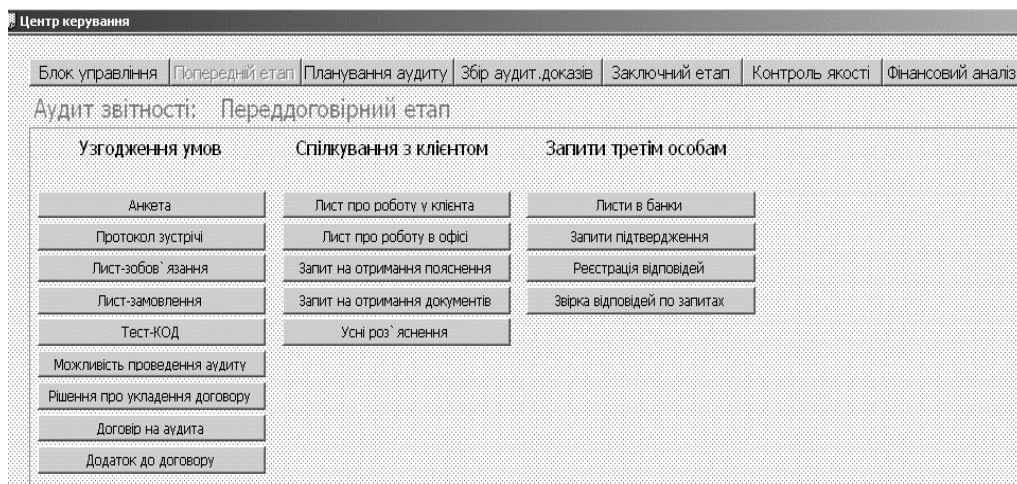 Центр керування
Блок управління Попередній етап Планування аудиту Збір аудит.доказів Заключний етап Контроль якості Фінансовий аналіз
Аудит звітності: Переддоговірний етап
Узгодження умов Спілкування з клієнтом Запити третім особам
Анкета Лист про роботу у клієнта Листи в банки
Протокол зустрічі Лист про роботу в офісі Запити підтвердження
Лист-зобов`язання Запит на отримання пояснення Реєстрація відповідей
Лист-замовлення Запит на отримання документів Звірка відповідей по запитах
Тест-КОД Усні роз`яснення
Можливість проведення аудиту
Рішення про укладення договору
Договір на аудита
Додаток до договору